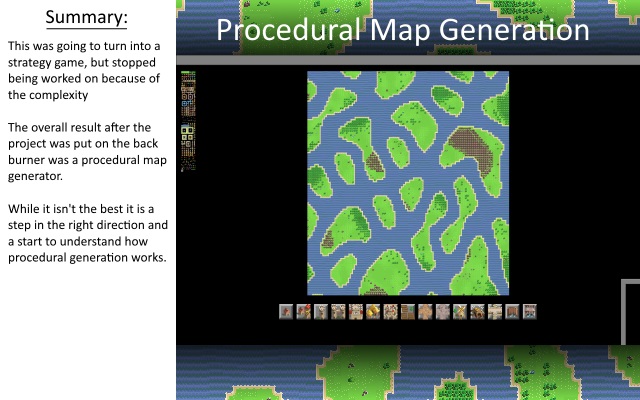 Summary:
This was going to turn into a
strategy game, but stopped
being worked on because of
the complexity
The overall result after the
project was put on the back
burner was a procedural map
generator.
While it isn't the best it is a
step in the right direction and
a start to understand how
procedural generation works.
Procedural Map Generation